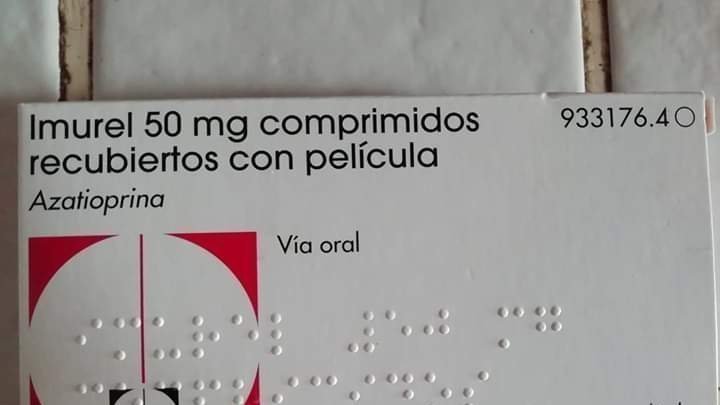 Imurel 50 mg comprimidos
recubiertos con película
933176.4
Azatioprina
Vía oral